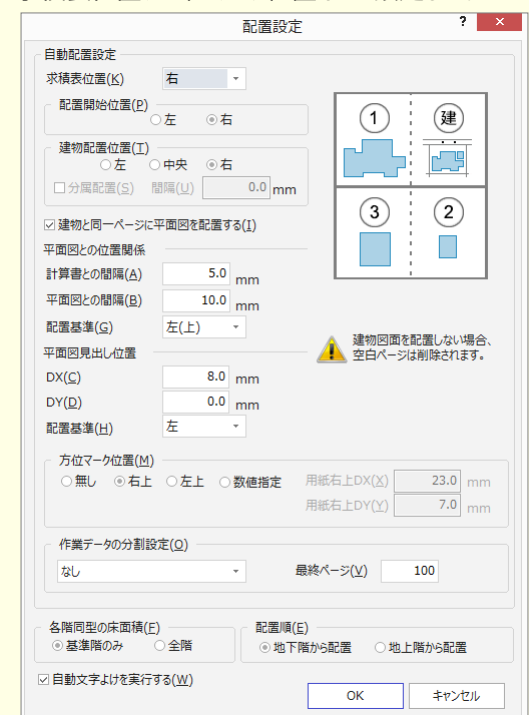 配置設定
?
×
自動配置設定
求積表位置(K) 右
配置開始位置(P)
左 右
建物配置位置(T)
左 中央 右
分属配置(S) 間隔(U) 0.0 mm
1 建
3 2
建物と同一ページに平面図を配置する(I)
平面図との位置関係
計算書との間隔(A) 5.0 mm
平面図との間隔(B) 10.0 mm
配置基準(G) 左(上)
建物図面を配置しない場合、
空白ページは削除されます。
平面図見出し位置
DX(C) 8.0 mm
DY(D) 0.0 mm
配置基準(H) 左
方位マーク位置(M)
無し 右上 左上 数値指定 用紙右上DX(X) 23.0 mm
用紙右上DY(Y) 7.0 mm
作業データの分割設定(O)
なし 最終ページ(V) 100
各階同型の床面積(F)
基準階のみ 全階
配置順(E)
地下階から配置 地上階から配置
自動文字よけを実行する(W)
OK キャンセル